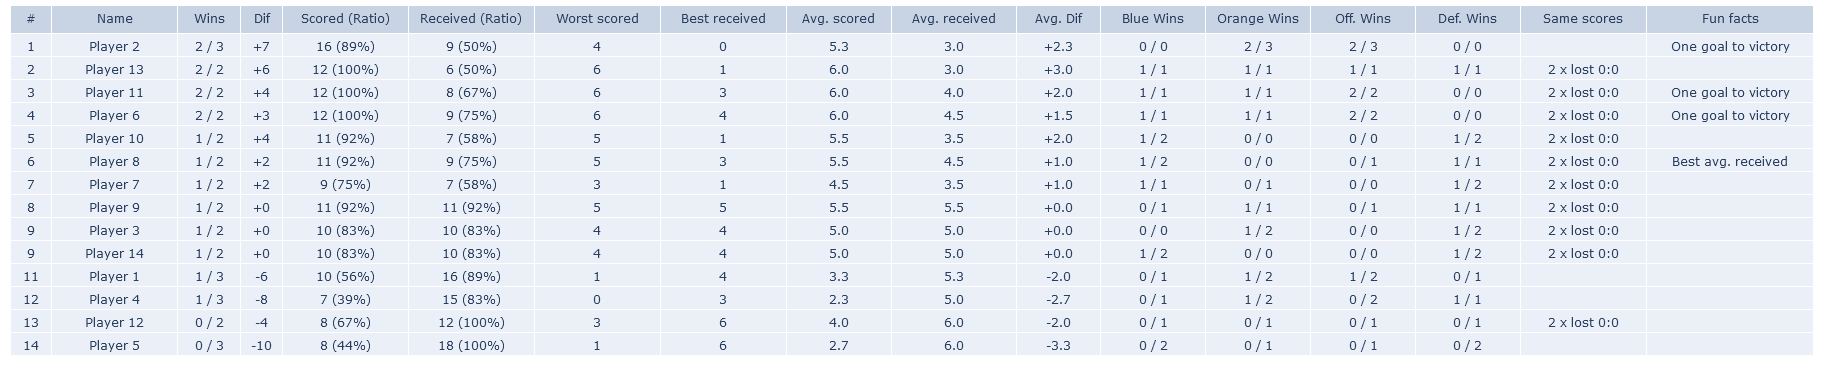 # Name Wins Dif Scored (Ratio) Received (Ratio) Worst scored Best received Avg. scored Avg. received Avg. Dif Blue Wins Orange Wins Off. Wins Def. Wins Same scores Fun facts
1 Player 2 2 / 3 +7 16 (89%) 9 (50%) 4 0 5.3 3.0 +2.3 0 / 0 2 / 3 2 / 3 0 / 0 One goal to victory
2 Player 13 2 / 2 +6 12 (100%) 6 (50%) 6 1 6.0 3.0 +3.0 1 / 1 1 / 1 1 / 1 1 / 1 2 x lost 0:0
3 Player 11 2 / 2 +4 12 (100%) 8 (67%) 6 3 6.0 4.0 +2.0 1 / 1 1 / 1 2 / 2 0 / 0 2 x lost 0:0 One goal to victory
4 Player 6 2 / 2 +3 12 (100%) 9 (75%) 6 4 6.0 4.5 +1.5 1 / 1 1 / 1 2 / 2 0 / 0 2 x lost 0:0 One goal to victory
5 Player 10 1 / 2 +4 11 (92%) 7 (58%) 5 1 5.5 3.5 +2.0 1 / 2 0 / 0 0 / 0 1 / 2 2 x lost 0:0
6 Player 8 1 / 2 +2 11 (92%) 9 (75%) 5 3 5.5 4.5 +1.0 1 / 2 0 / 0 0 / 1 1 / 1 2 x lost 0:0 Best avg. received
7 Player 7 1 / 2 +2 9 (75%) 7 (58%) 3 1 4.5 3.5 +1.0 1 / 1 0 / 1 0 / 0 1 / 2 2 x lost 0:0
8 Player 9 1 / 2 +0 11 (92%) 11 (92%) 5 5 5.5 5.5 +0.0 0 / 1 1 / 1 0 / 1 1 / 1 2 x lost 0:0
9 Player 3 1 / 2 +0 10 (83%) 10 (83%) 4 4 5.0 5.0 +0.0 0 / 0 1 / 2 0 / 0 1 / 2 2 x lost 0:0
9 Player 14 1 / 2 +0 10 (83%) 10 (83%) 4 4 5.0 5.0 +0.0 1 / 2 0 / 0 0 / 0 1 / 2 2 x lost 0:0
11 Player 1 1 / 3 -6 10 (56%) 16 (89%) 1 4 3.3 5.3 -2.0 0 / 1 1 / 2 1 / 2 0 / 1
12 Player 4 1 / 3 -8 7 (39%) 15 (83%) 0 3 2.3 5.0 -2.7 0 / 1 1 / 2 0 / 2 1 / 1
13 Player 12 0 / 2 -4 8 (67%) 12 (100%) 3 6 4.0 6.0 -2.0 0 / 1 0 / 1 0 / 1 0 / 1 2 x lost 0:0
14 Player 5 0 / 3 -10 8 (44%) 18 (100%) 1 6 2.7 6.0 -3.3 0 / 2 0 / 1 0 / 1 0 / 2